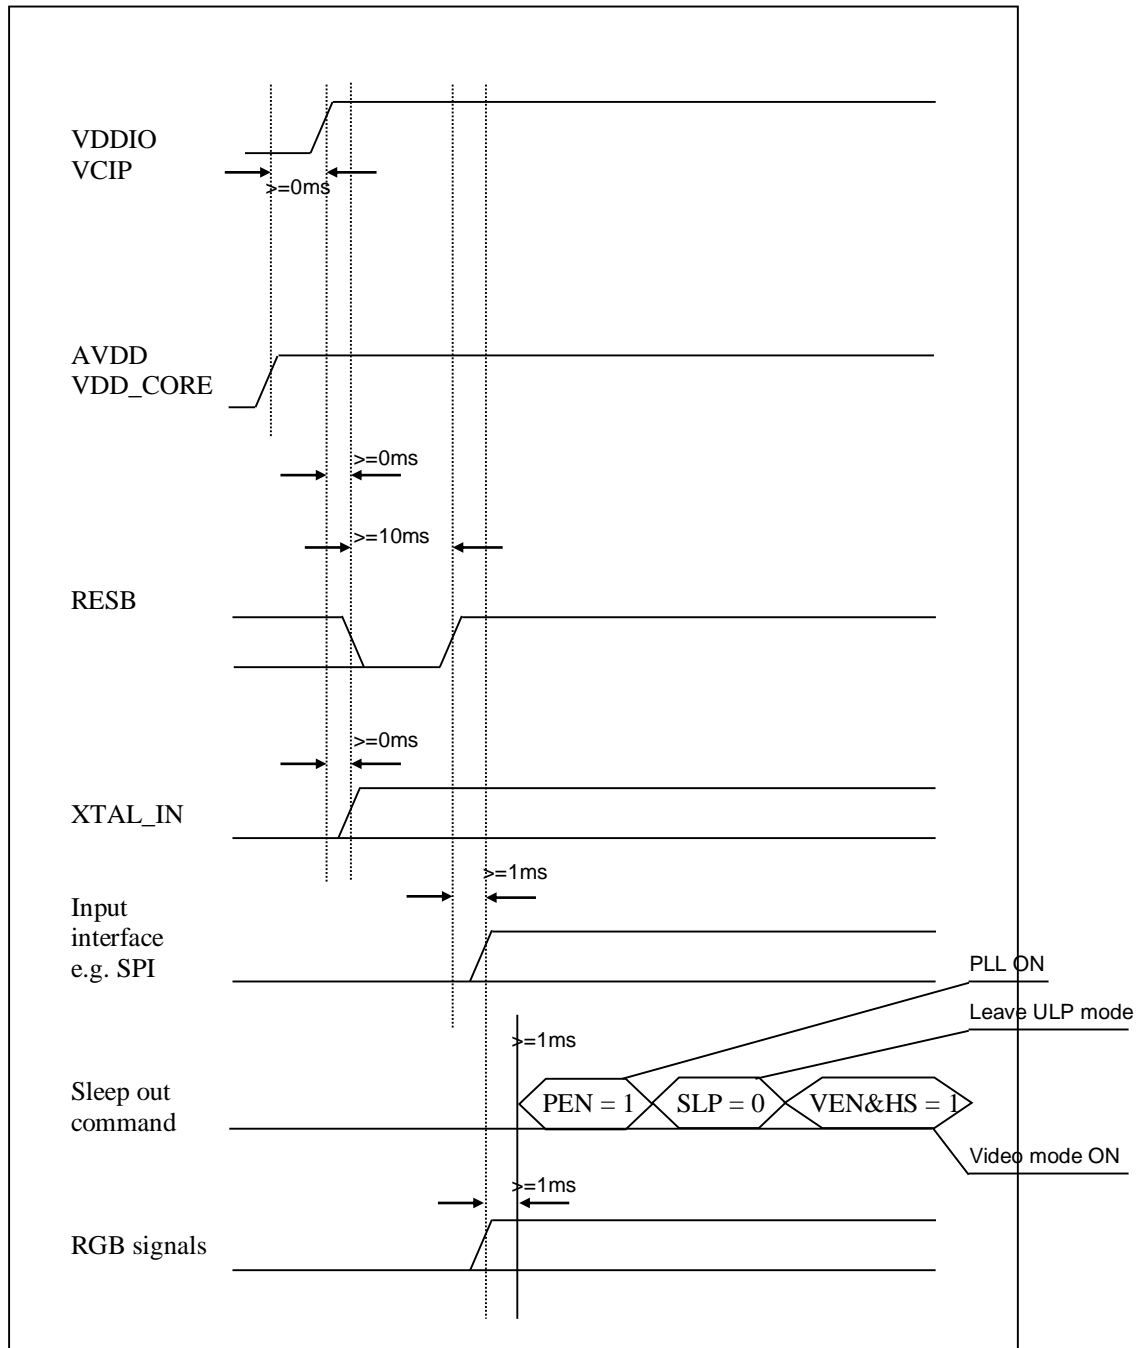 VDDIO
VCIP
>=0ms
AVDD
VDD_CORE
>=0ms
>=10ms
RESB
>=0ms
XTAL_IN
>=1ms
Input
interface
e.g. SPI
PLL ON
Leave ULP mode
>=1ms
Sleep out
command
PEN = 1
SLP = 0
VEN&HS = 1
Video mode ON
>=1ms
RGB signals